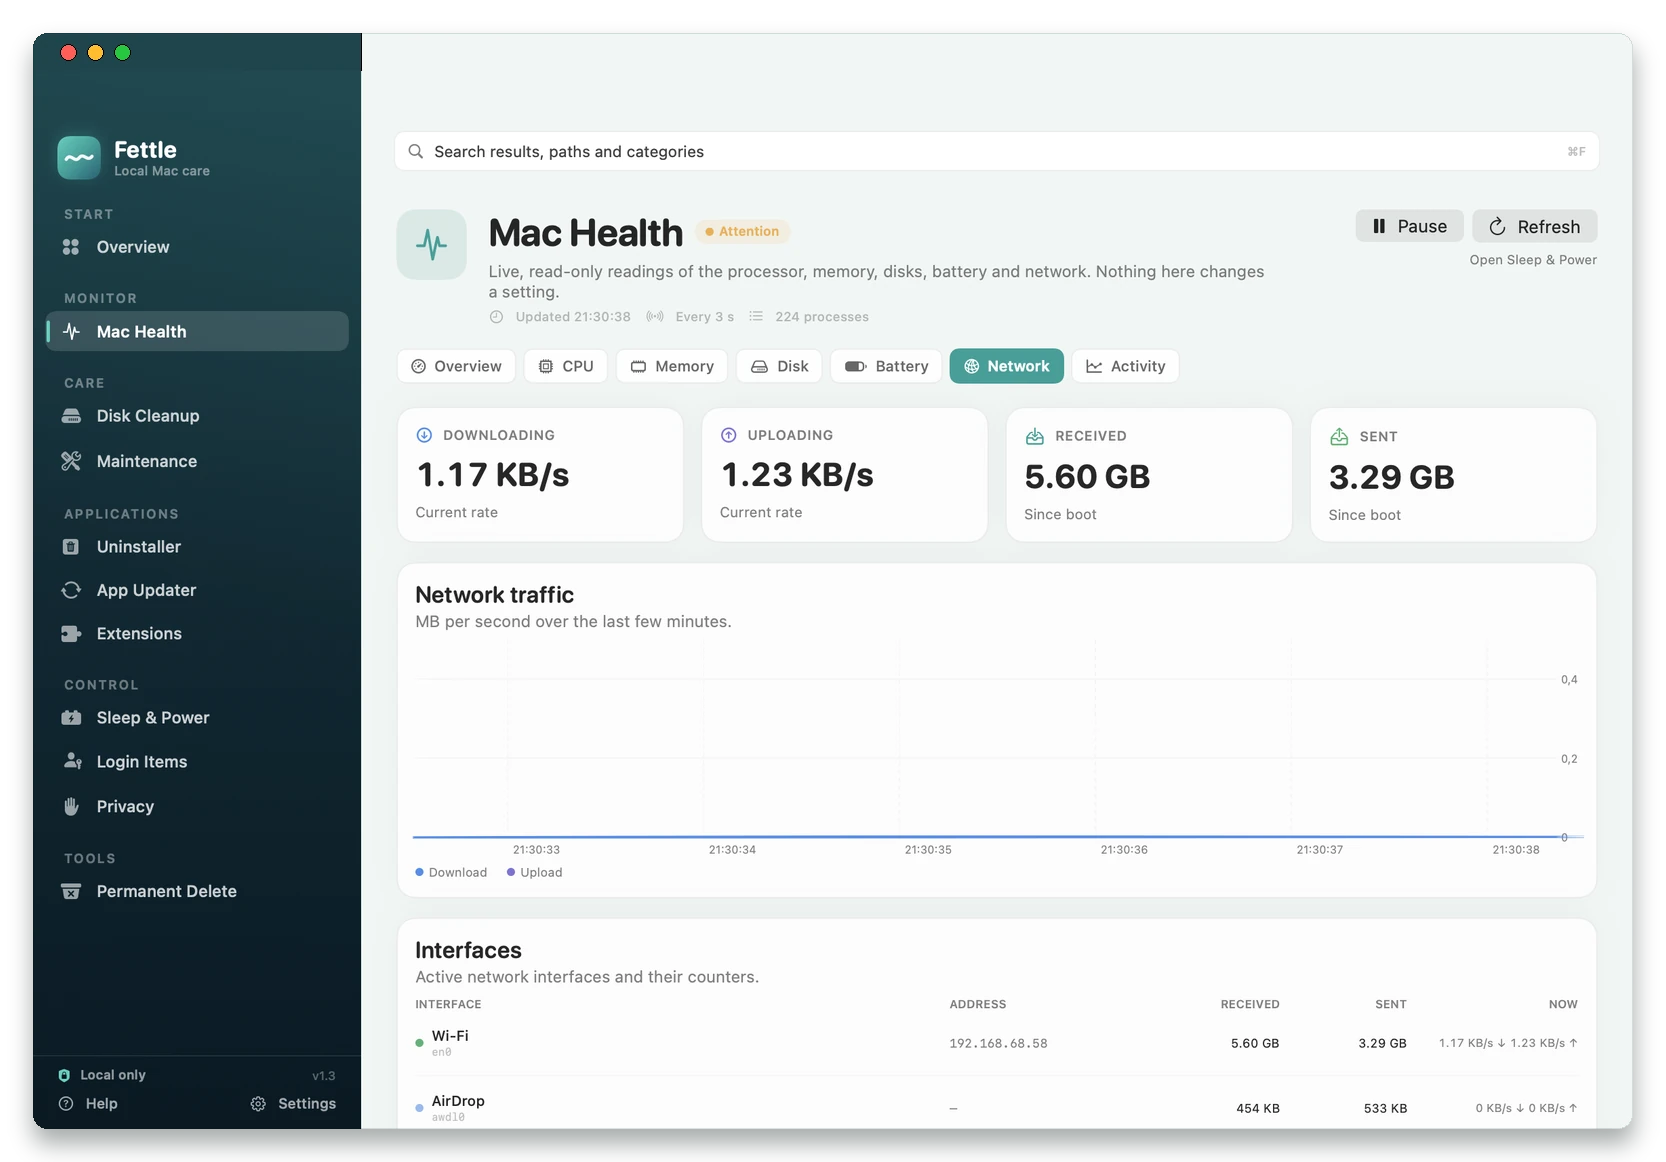 Fettle
Local Mac care
START
Overview
MONITOR
Mac Health
CARE
Disk Cleanup
Maintenance
APPLICATIONS
Uninstaller
App Updater
Extensions
CONTROL
Sleep & Power
Login Items
Privacy
TOOLS
Permanent Delete
Local only v1.3
Help Settings
Search results, paths and categories ⌘F
Mac Health Attention
Pause Refresh
Open Sleep & Power
Live, read-only readings of the processor, memory, disks, battery and network. Nothing here changes
a setting.
Updated 21:30:38 Every 3 s 224 processes
Overview CPU Memory Disk Battery Network Activity
DOWNLOADING
1.17 KB/s
Current rate
UPLOADING
1.23 KB/s
Current rate
RECEIVED
5.60 GB
Since boot
SENT
3.29 GB
Since boot
Network traffic
MB per second over the last few minutes.
0,4
0,2
0
21:30:33 21:30:34 21:30:35 21:30:36 21:30:37 21:30:38
Download Upload
Interfaces
Active network interfaces and their counters.
INTERFACE ADDRESS RECEIVED SENT NOW
Wi-Fi
en0
192.168.68.58 5.60 GB 3.29 GB 1.17 KB/s ↓ 1.23 KB/s ↑
AirDrop
awdl0
— 454 KB 533 KB 0 KB/s ↓ 0 KB/s ↑